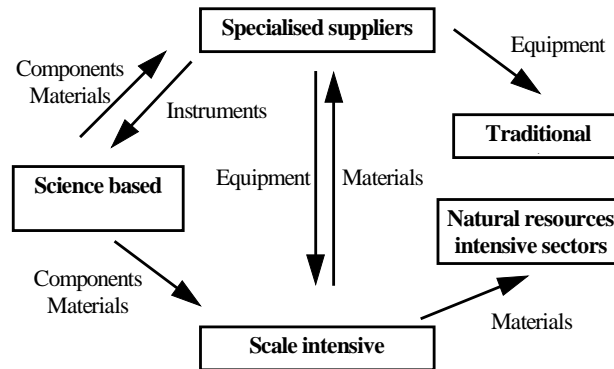 Specialised suppliers
Equipment
Components
Materials
Instruments
Traditional
Science based
Equipment
Materials
Natural resources
intensive sectors
Components
Materials
Materials
Scale intensive